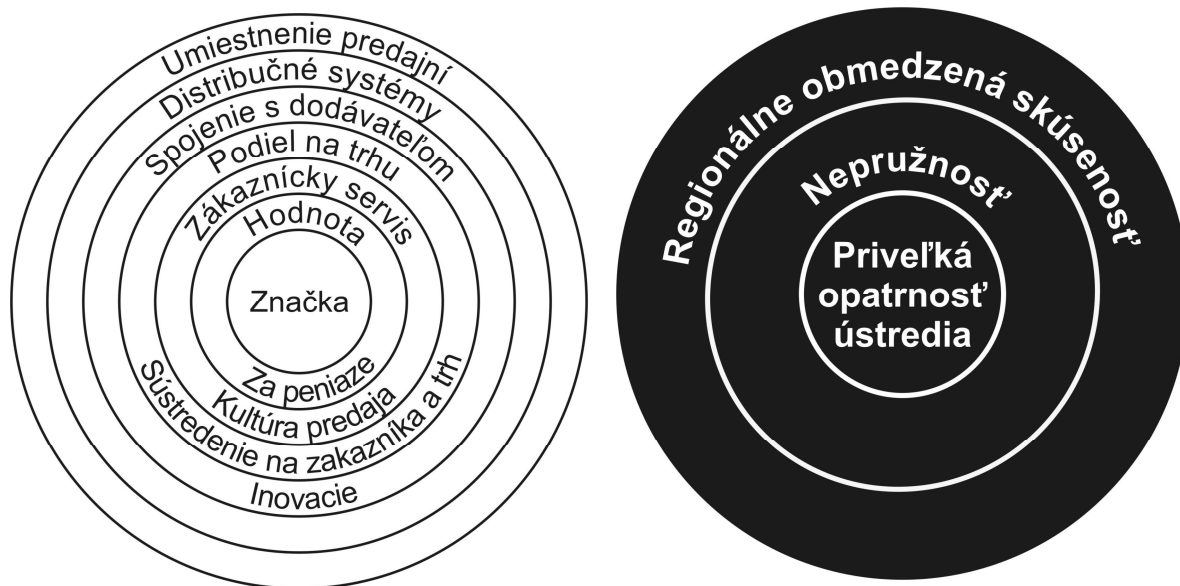 Umiestnenie predajní
Distribučné systémy
Spojenie s dodávateľom
Podiel na trhu
Zákaznícky servis
Hodnota
Značka
Za peniaze
Kultúra predaja
Sústredenie na zakazníka a trh
Inovacie
Regionálne obmedzená skúsenosť
Nepružnosť
Priveľká
opatrnosť
ústredia